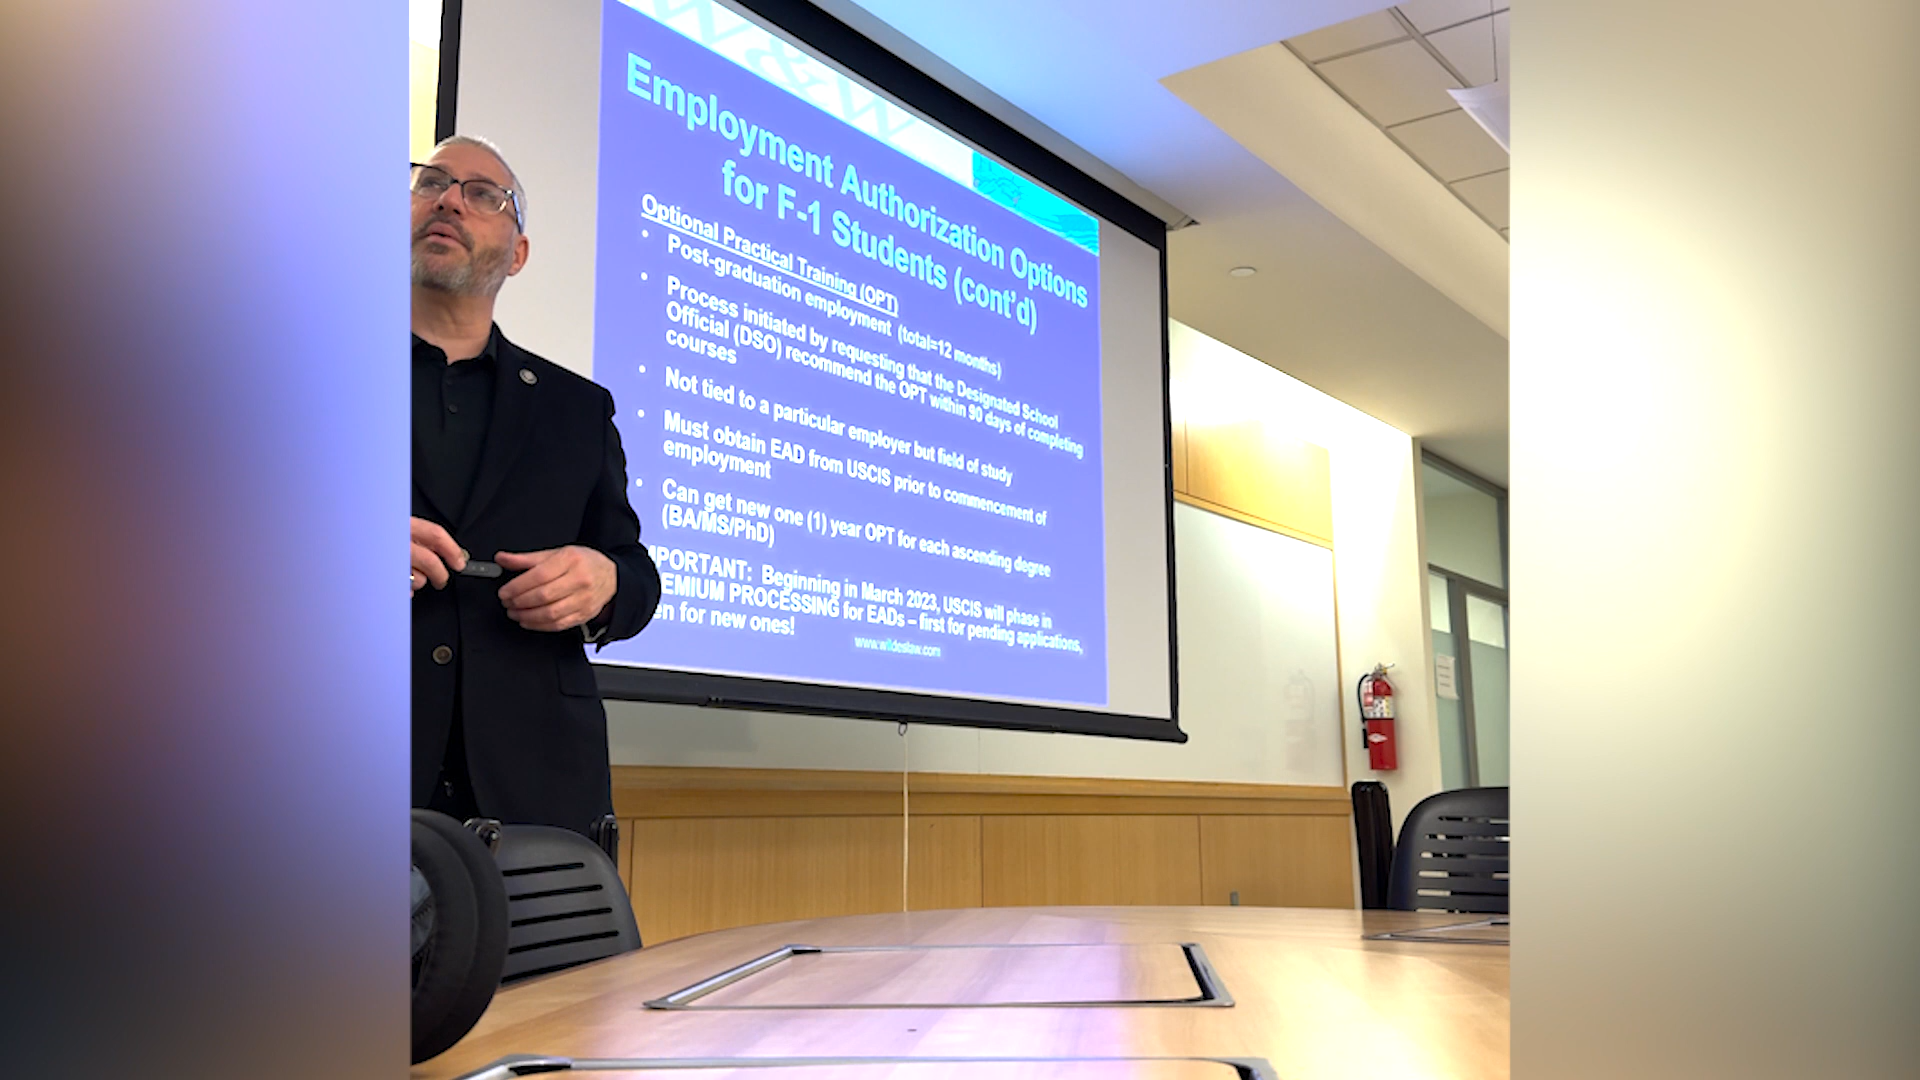 W&W
Employment Authorization Options
for F-1 Students (cont'd)
Optional Practical Training (OPT)
• Post-graduation employment (total=12 months)
• Process initiated by requesting that the Designated School
Official (DSO) recommend the OPT within 90 days of completing
courses
• Not tied to a particular employer but field of study
• Must obtain EAD from USCIS prior to commencement of
employment
• Can get new one (1) year OPT for each ascending degree
(BA/MS/PhD)
MPORTANT: Beginning in March 2023, USCIS will phase in
EMIUM PROCESSING for EADs – first for pending applications,
en for new ones!
www.wildeslaw.com